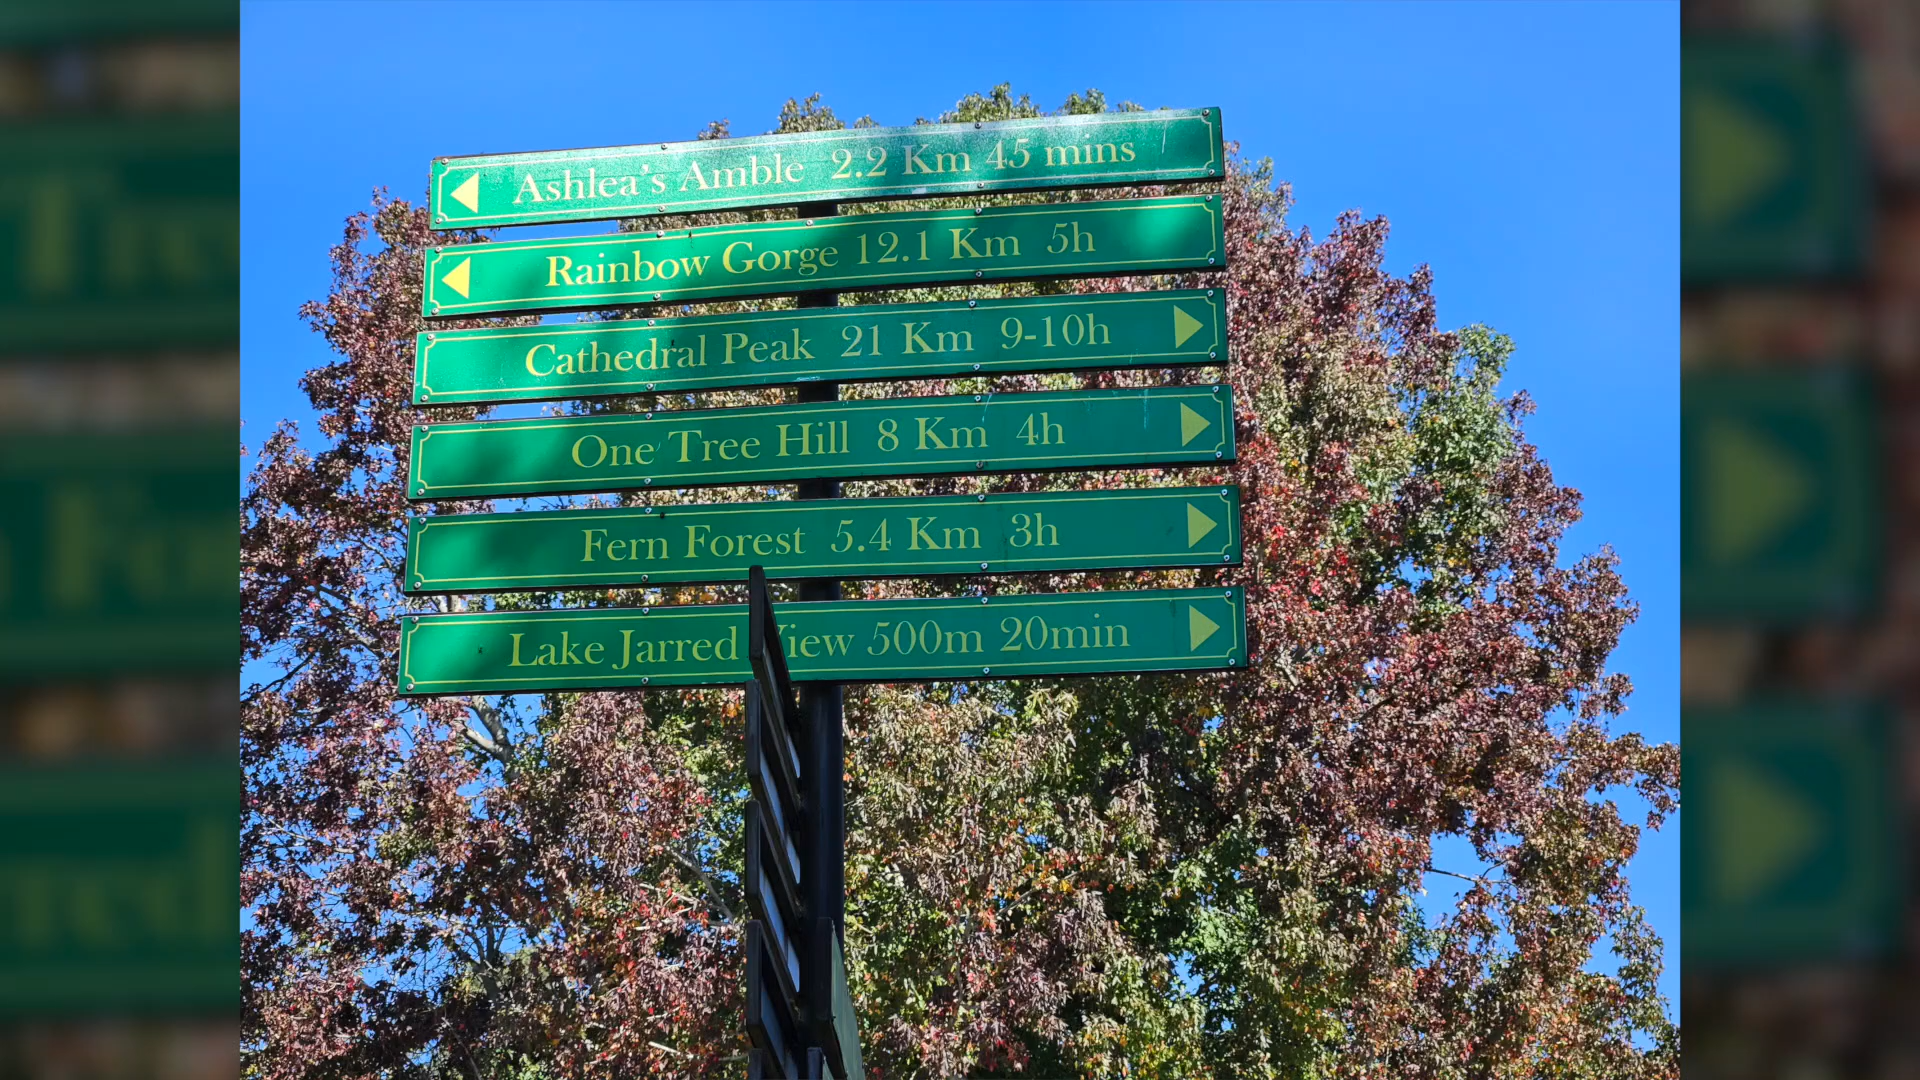 Ashlea's Amble 2.2 Km 45 mins
Rainbow Gorge 12.1 Km 5h
Cathedral Peak 21 Km 9-10h
One Tree Hill 8 Km 4h
Fern Forest 5.4 Km 3h
Lake Jarred View 500m 20min